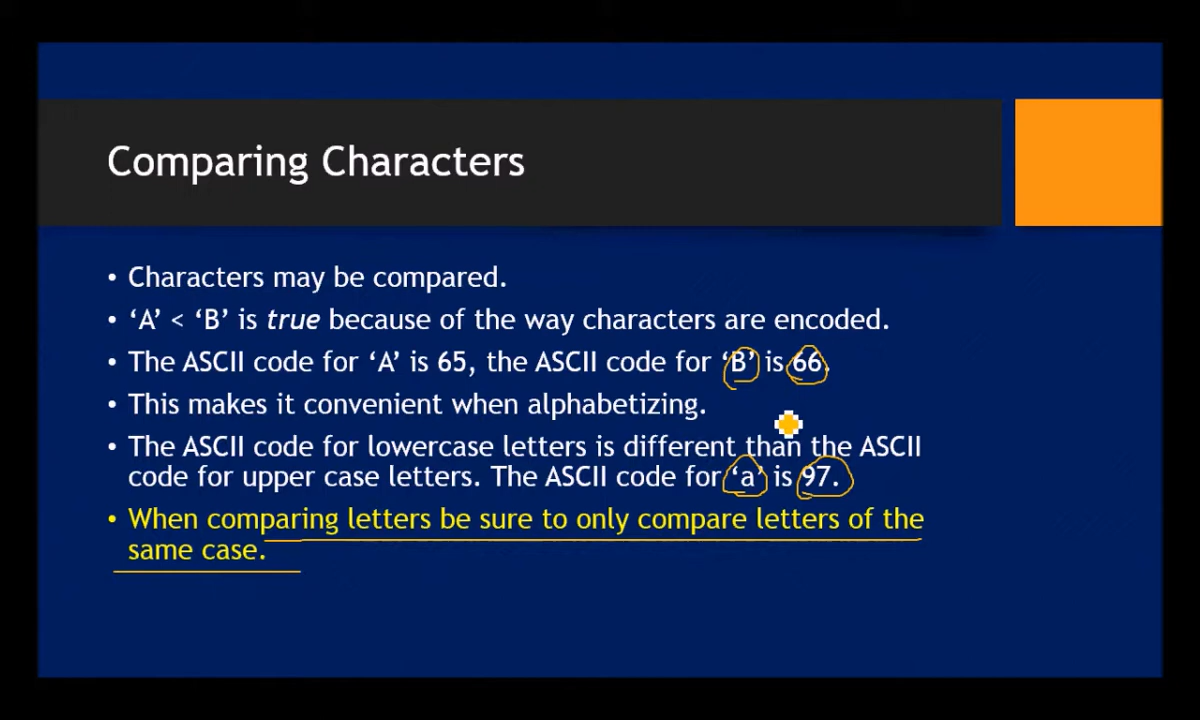 Comparing Characters
• Characters may be compared.
• ‘A’ < ‘B’ is true because of the way characters are encoded.
• The ASCII code for ‘A’ is 65, the ASCII code for ‘B’ is 66.
• This makes it convenient when alphabetizing.
• The ASCII code for lowercase letters is different than the ASCII
code for upper case letters. The ASCII code for ‘a’ is 97.
• When comparing letters be sure to only compare letters of the
same case.